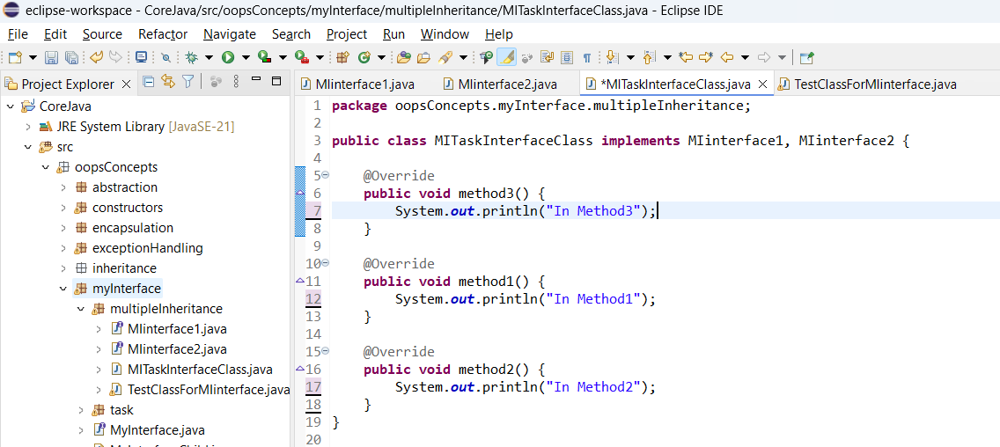 eclipse-workspace - CoreJava/src/oopsConcepts/myInterface/multipleInheritance/MITaskInterfaceClass.java - Eclipse IDE
File Edit Source Refactor Navigate Search Project Run Window Help
Project Explorer
MIinterface1.java MIinterface2.java *MITaskInterfaceClass.java TestClassForMIinterface.java
CoreJava
JRE System Library [JavaSE-21]
src
oopsConcepts
abstraction
constructors
encapsulation
exceptionHandling
inheritance
myInterface
multipleInheritance
MIinterface1.java
MIinterface2.java
MITaskInterfaceClass.java
TestClassForMIinterface.java
task
MyInterface.java
1 package oopsConcepts.myInterface.multipleInheritance;
2
3 public class MITaskInterfaceClass implements MIinterface1, MIinterface2 {
4
5 @Override
6 public void method3() {
7 System.out.println("In Method3");
8 }
9
10 @Override
11 public void method1() {
12 System.out.println("In Method1");
13 }
14
15 @Override
16 public void method2() {
17 System.out.println("In Method2");
18 }
19 }
20